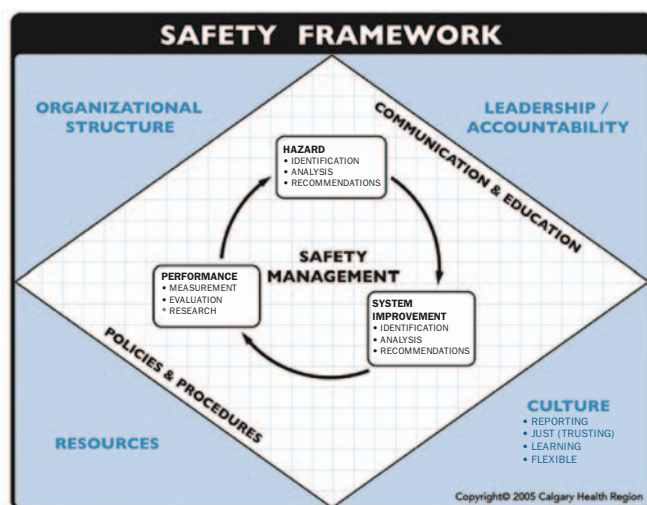 SAFETY FRAMEWORK
ORGANIZATIONAL
STRUCTURE
LEADERSHIP /
ACCOUNTABILITY
COMMUNICATION & EDUCATION
HAZARD
• IDENTIFICATION
• ANALYSIS
• RECOMMENDATIONS
SAFETY
MANAGEMENT
PERFORMANCE
• MEASUREMENT
• EVALUATION
* RESEARCH
SYSTEM
IMPROVEMENT
• IDENTIFICATION
• ANALYSIS
• RECOMMENDATIONS
POLICIES & PROCEDURES
RESOURCES
CULTURE
• REPORTING
• JUST (TRUSTING)
• LEARNING
• FLEXIBLE
Copyright© 2005 Calgary Health Region